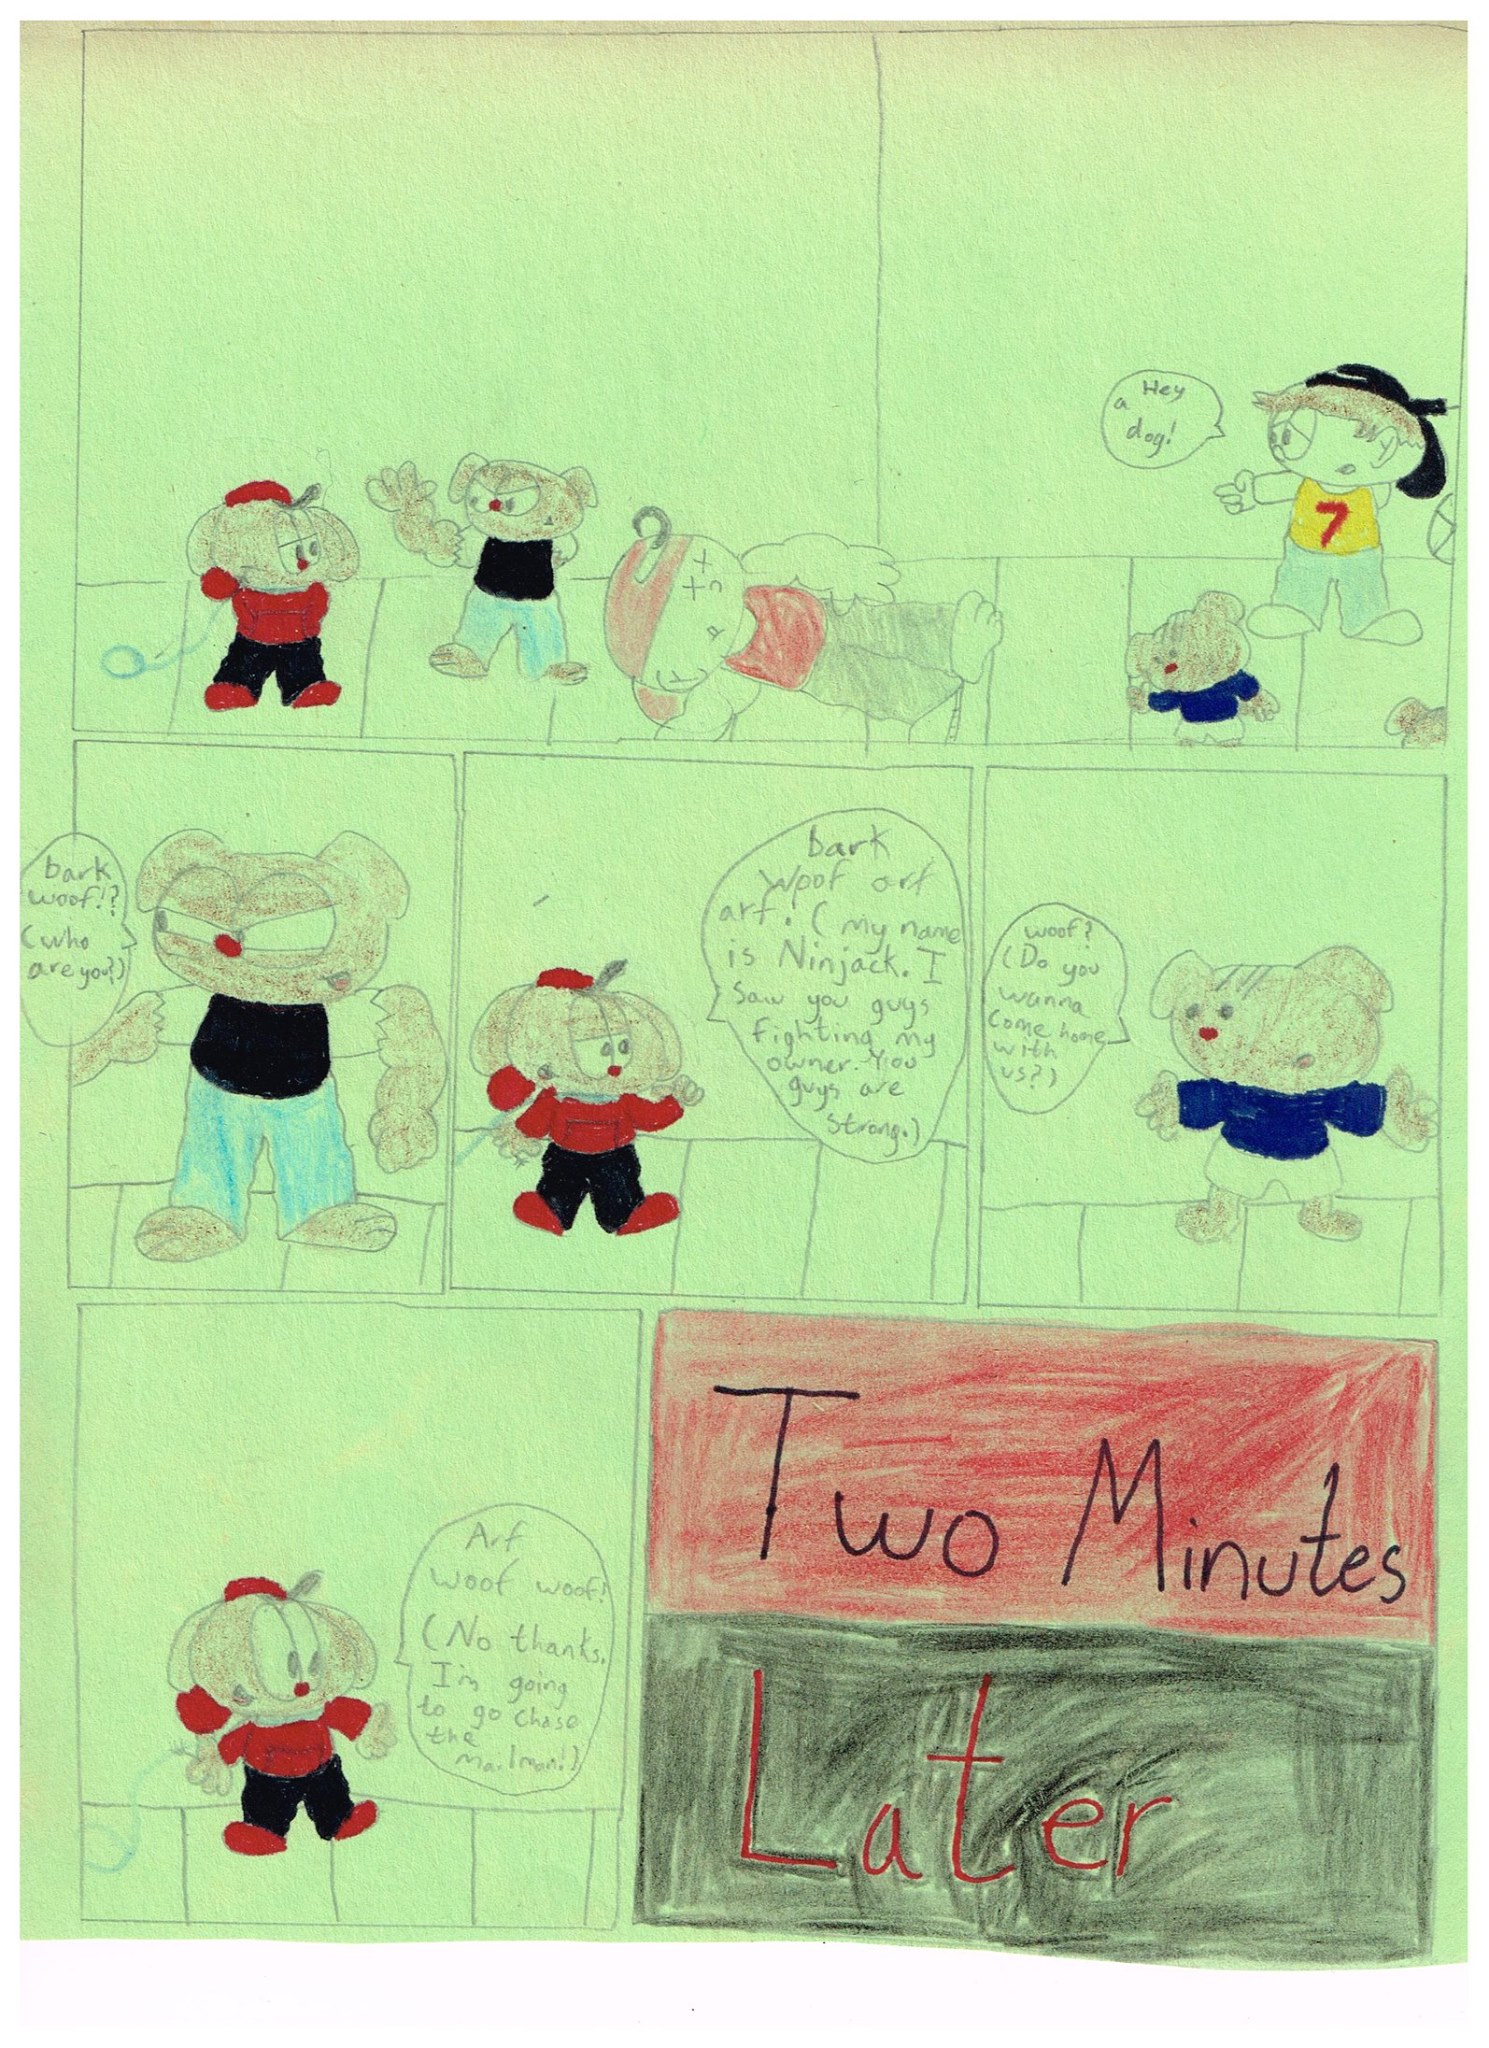 Hey
a
dog!
7
bark
woof!?
(who
are you?)
bark
Woof arf
arf. (my name
is Ninjack. I
saw you guys
fighting my
owner. You
guys are
strong.)
woof?
(Do you
wanna
come home
with
us?)
Arf
woof woof!
(No thanks.
I'm going
to go chase
the
mailman!)
Two Minutes
Later